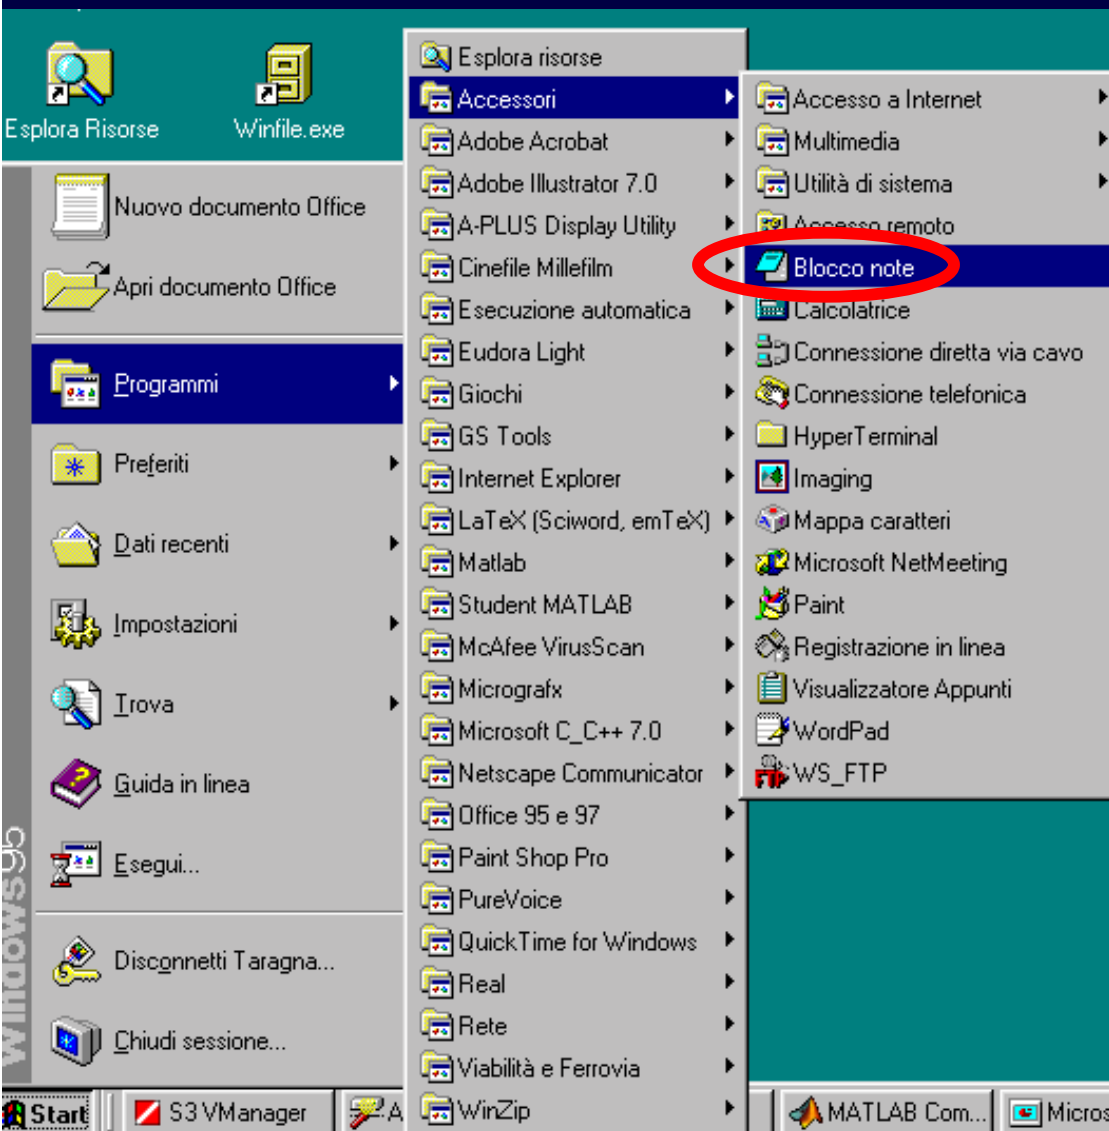 Esplora Risorse
Winfile.exe
Nuovo documento Office
Apri documento Office
Programmi
Preferiti
Dati recenti
Impostazioni
Trova
Guida in linea
Esegui...
Disconnetti Taragna...
Chiudi sessione...
Windows95
Esplora risorse
Accessori
Adobe Acrobat
Adobe Illustrator 7.0
A-PLUS Display Utility
Cinefile Millefilm
Esecuzione automatica
Eudora Light
Giochi
GS Tools
Internet Explorer
LaTeX (Sciword, emTeX)
Matlab
Student MATLAB
McAfee VirusScan
Micrografx
Microsoft C_C++ 7.0
Netscape Communicator
Office 95 e 97
Paint Shop Pro
PureVoice
QuickTime for Windows
Real
Rete
Viabilità e Ferrovia
WinZip
Accesso a Internet
Multimedia
Utilità di sistema
Accesso remoto
Blocco note
Calcolatrice
Connessione diretta via cavo
Connessione telefonica
HyperTerminal
Imaging
Mappa caratteri
Microsoft NetMeeting
Paint
Registrazione in linea
Visualizzatore Appunti
WordPad
WS_FTP
Start
S3 VManager
A
MATLAB Com...
Micros